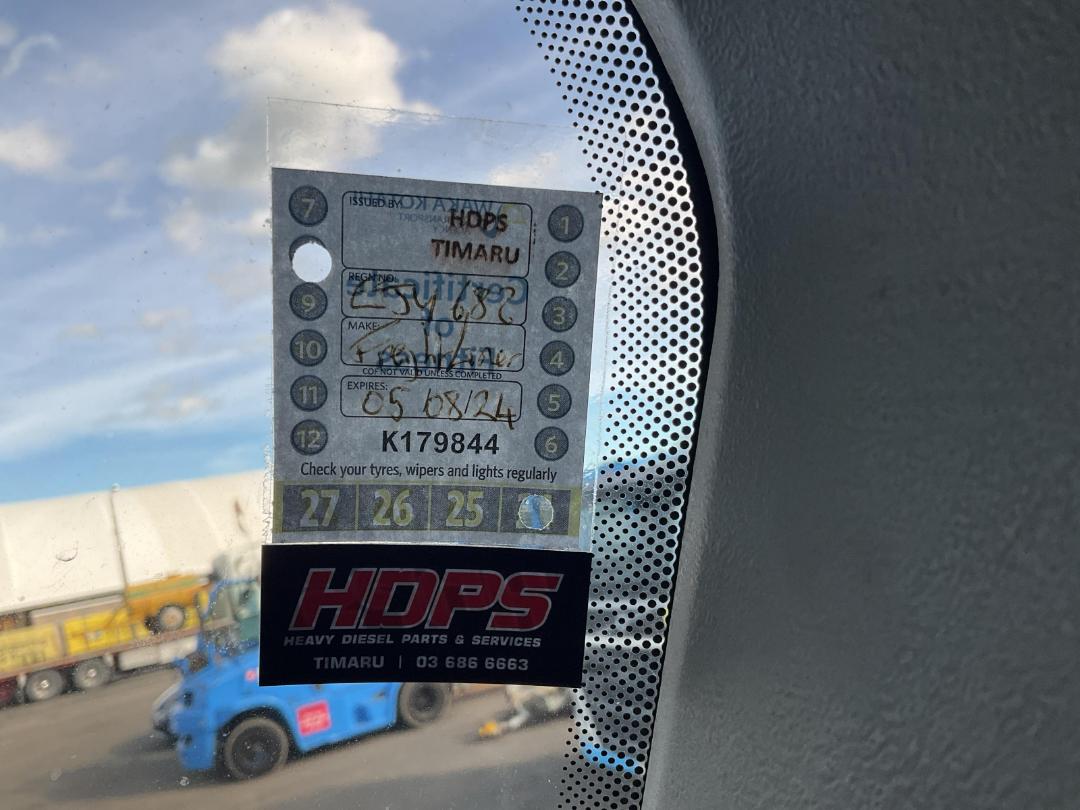 ISSUED BY:
HDPS
TIMARU
REGN NO:
MAKE:
Freightliner
COF NOT VALID UNLESS COMPLETED
EXPIRES:
05/08/24
K179844
Check your tyres, wipers and lights regularly
7
9
10
11
12
1
2
3
4
5
6
27 26 25
HDPS
HEAVY DIESEL PARTS & SERVICES
TIMARU | 03 686 6663